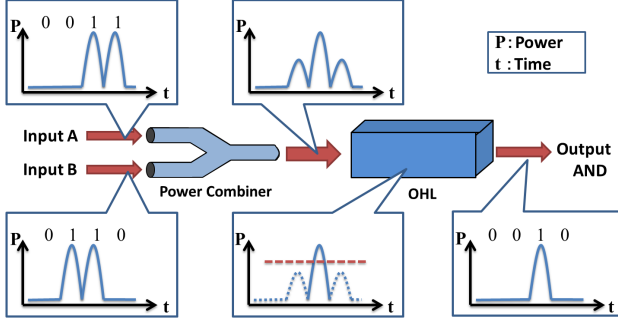 P 0 0 1 1
t
P
t
P : Power
t : Time
Input A
Input B
Power Combiner
OHL
Output
AND
P 0 1 1 0
t
P
t
P 0 0 1 0
t